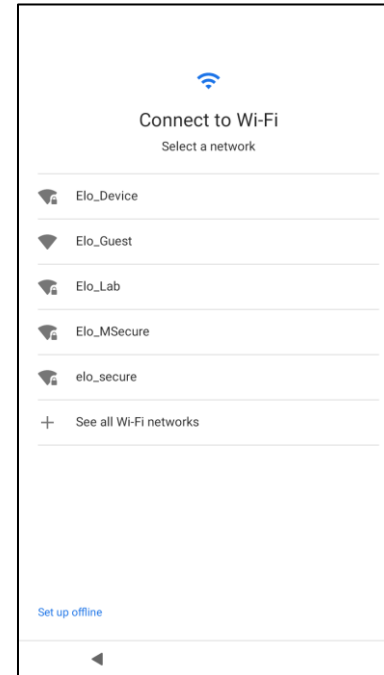 Connect to Wi-Fi
Select a network
Elo_Device
Elo_Guest
Elo_Lab
Elo_MSecure
elo_secure
See all Wi-Fi networks
Set up offline